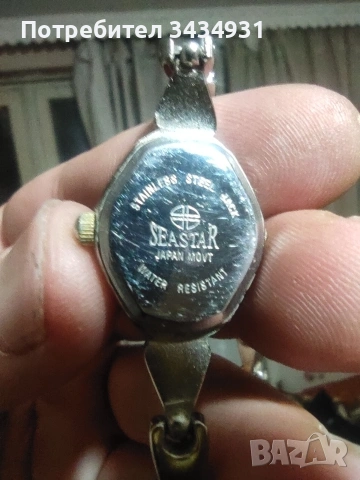 Потребител 3434931
STAINLESS STEEL BACK
SEASTAR
JAPAN MOVT
WATER RESISTANT
BAZAR